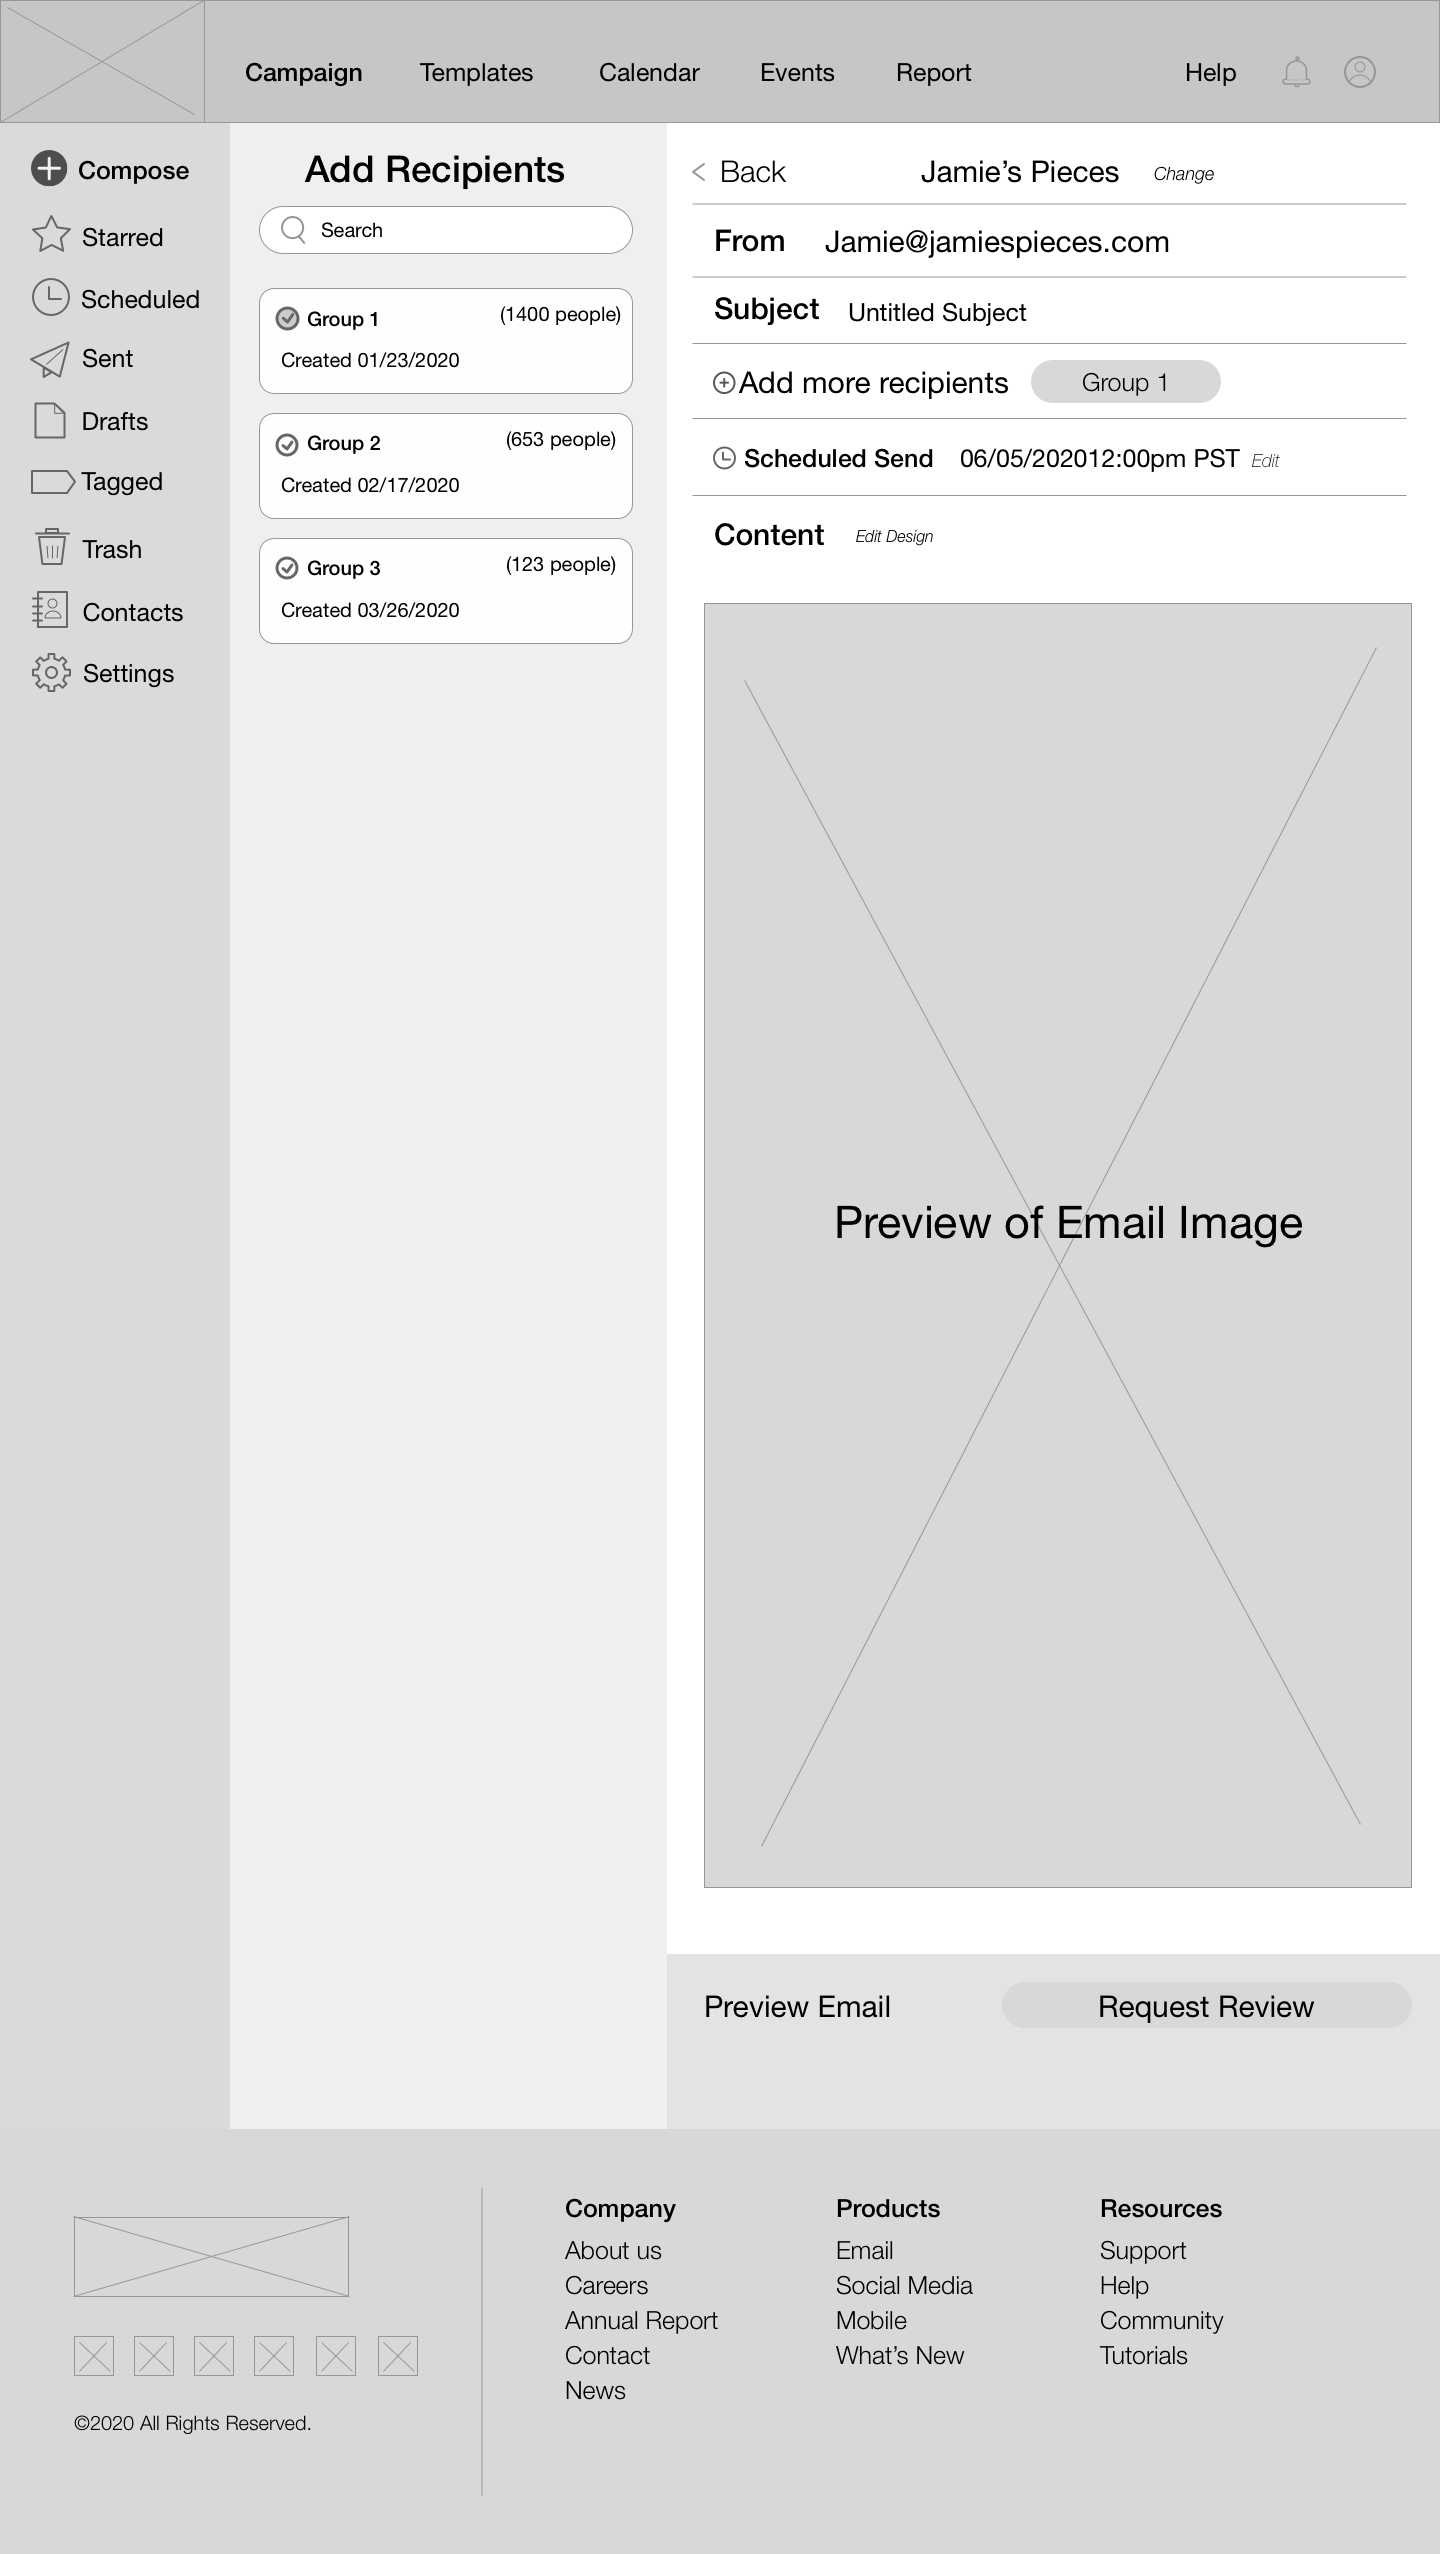 Campaign Templates Calendar Events Report Help
Compose
Starred
Scheduled
Sent
Drafts
Tagged
Trash
Contacts
Settings
Add Recipients
Search
Group 1 (1400 people)
Created 01/23/2020
Group 2 (653 people)
Created 02/17/2020
Group 3 (123 people)
Created 03/26/2020
< Back Jamie’s Pieces Change
From Jamie@jamiespieces.com
Subject Untitled Subject
Add more recipients Group 1
Scheduled Send 06/05/202012:00pm PST Edit
Content Edit Design
Preview of Email Image
Preview Email Request Review
©2020 All Rights Reserved.
Company
About us
Careers
Annual Report
Contact
News
Products
Email
Social Media
Mobile
What’s New
Resources
Support
Help
Community
Tutorials